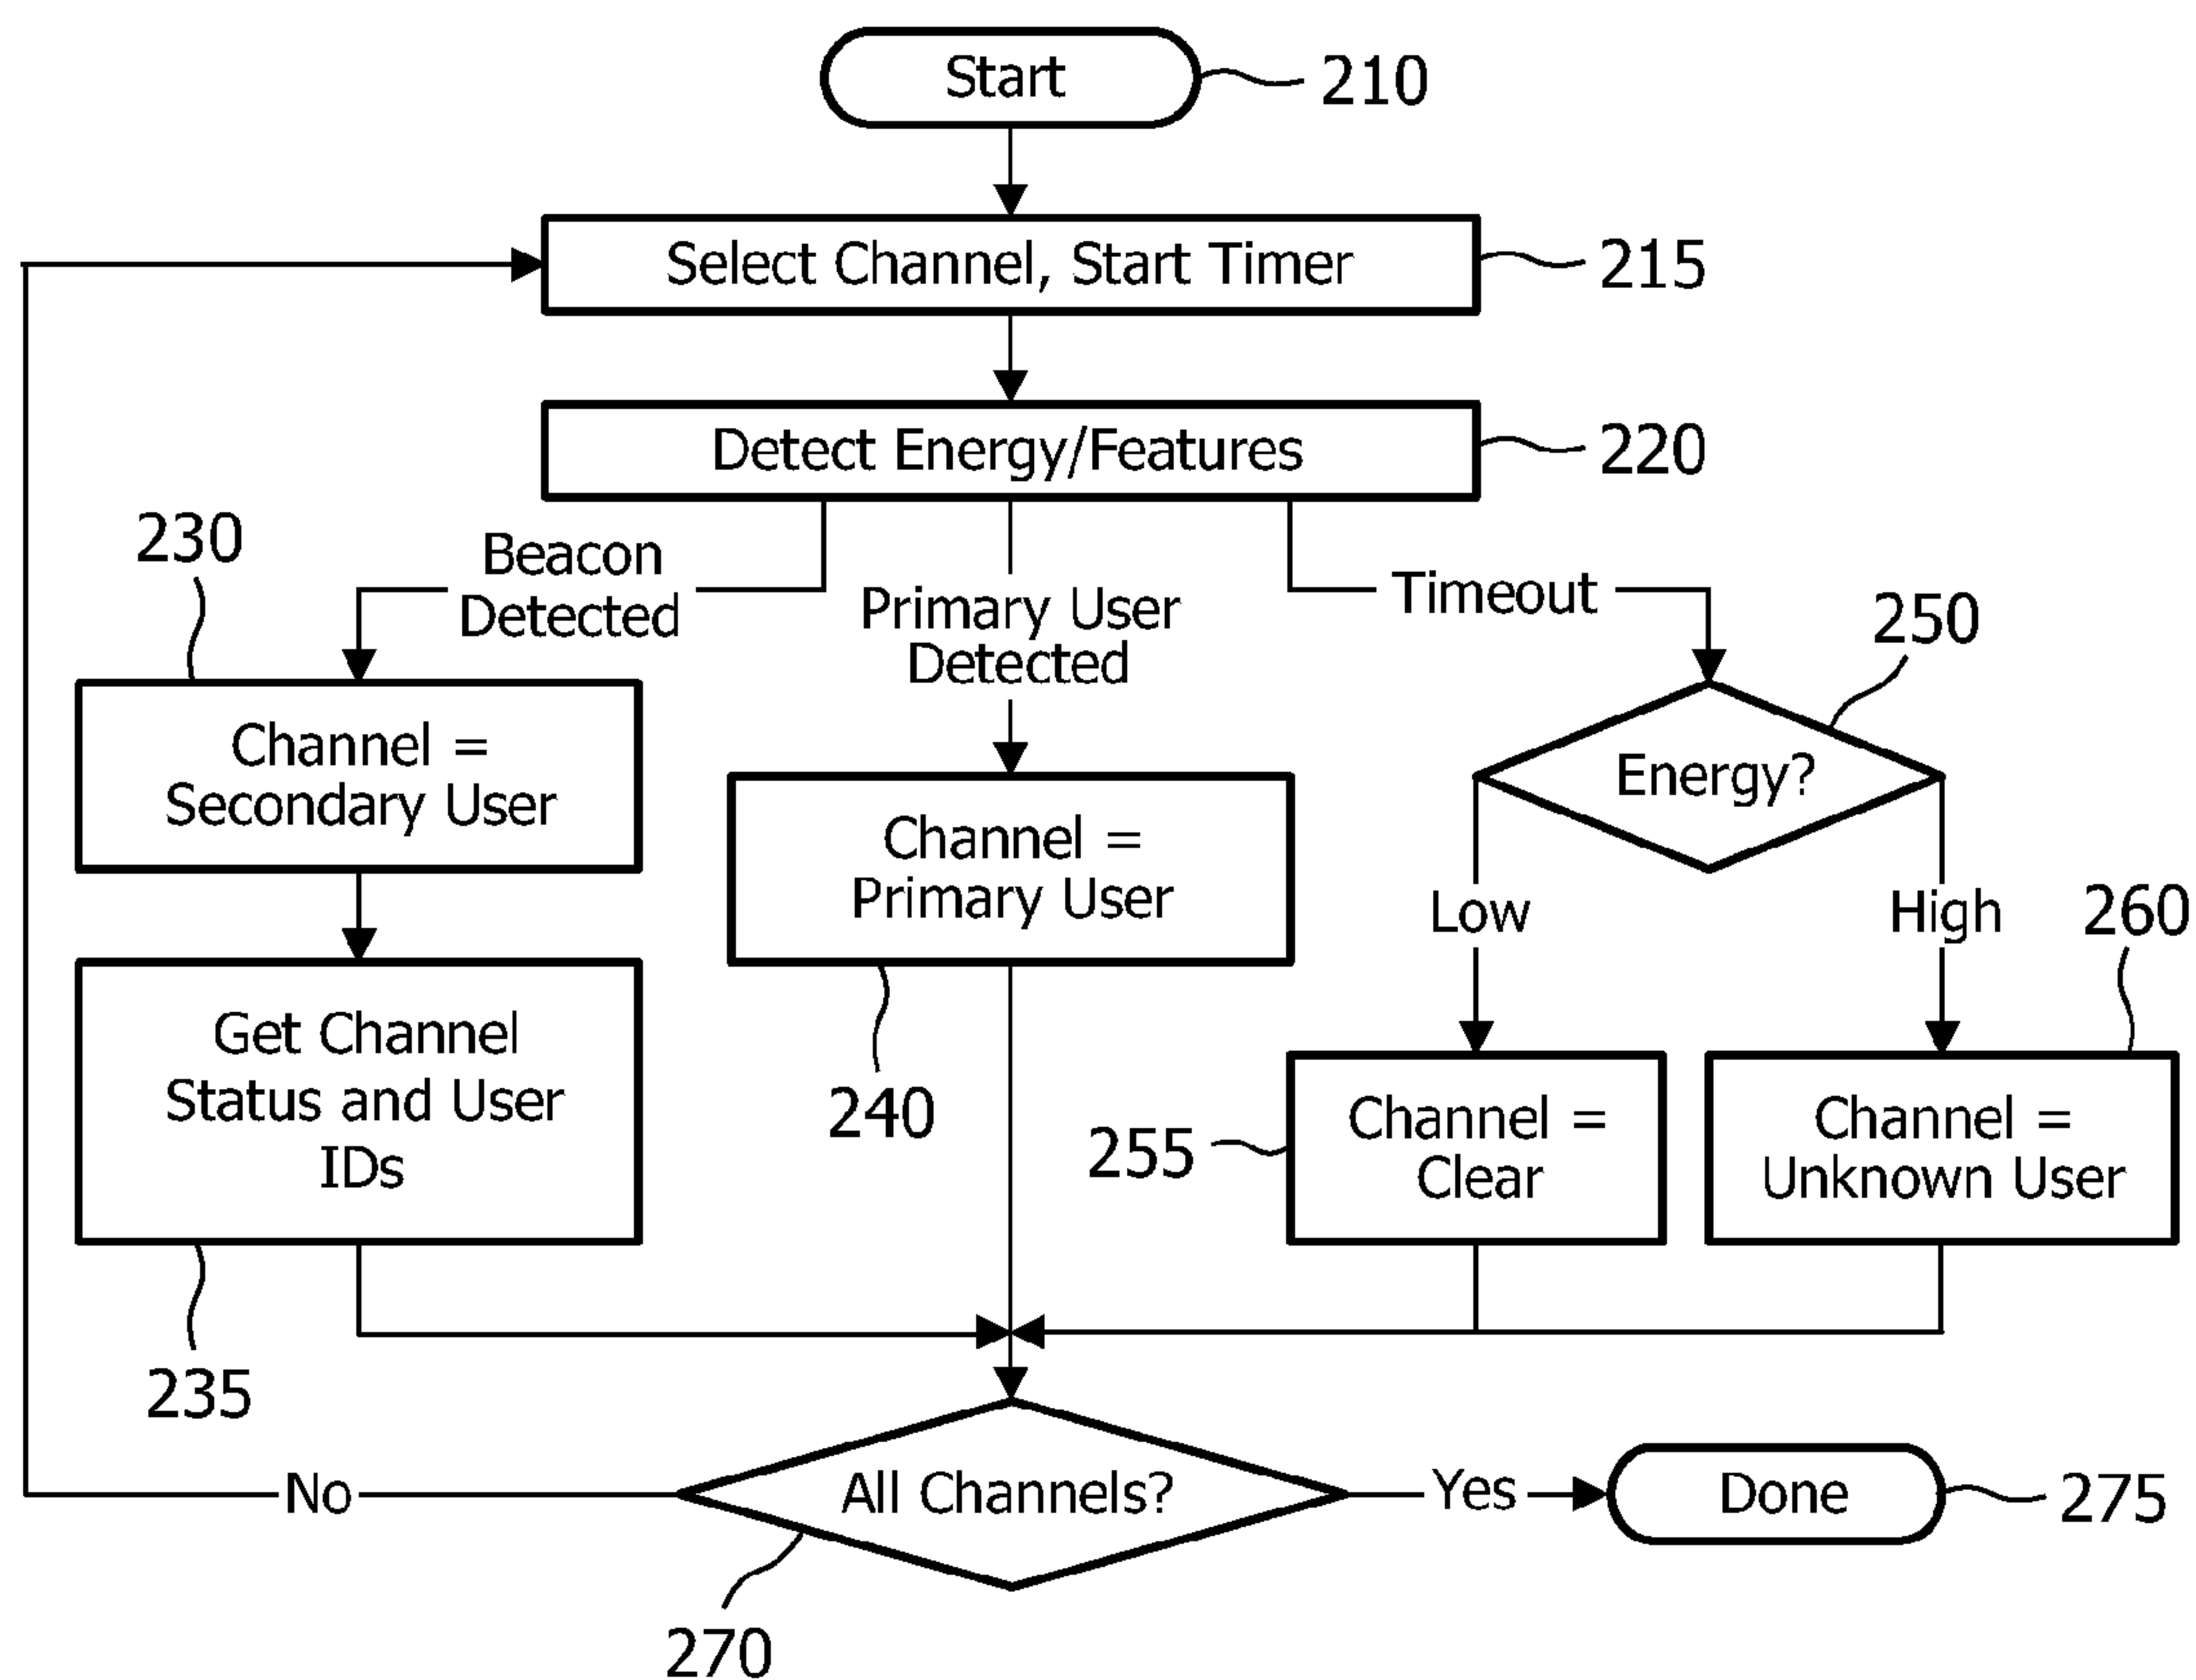 Start
210
Select Channel, Start Timer
215
Detect Energy/Features
220
230
Beacon
Detected
Primary User
Detected
Timeout
250
Channel =
Secondary User
Energy?
Channel =
Primary User
Low
High
260
Get Channel
Status and User
IDs
240
255
Channel =
Clear
Channel =
Unknown User
235
No
All Channels?
Yes
Done
275
270